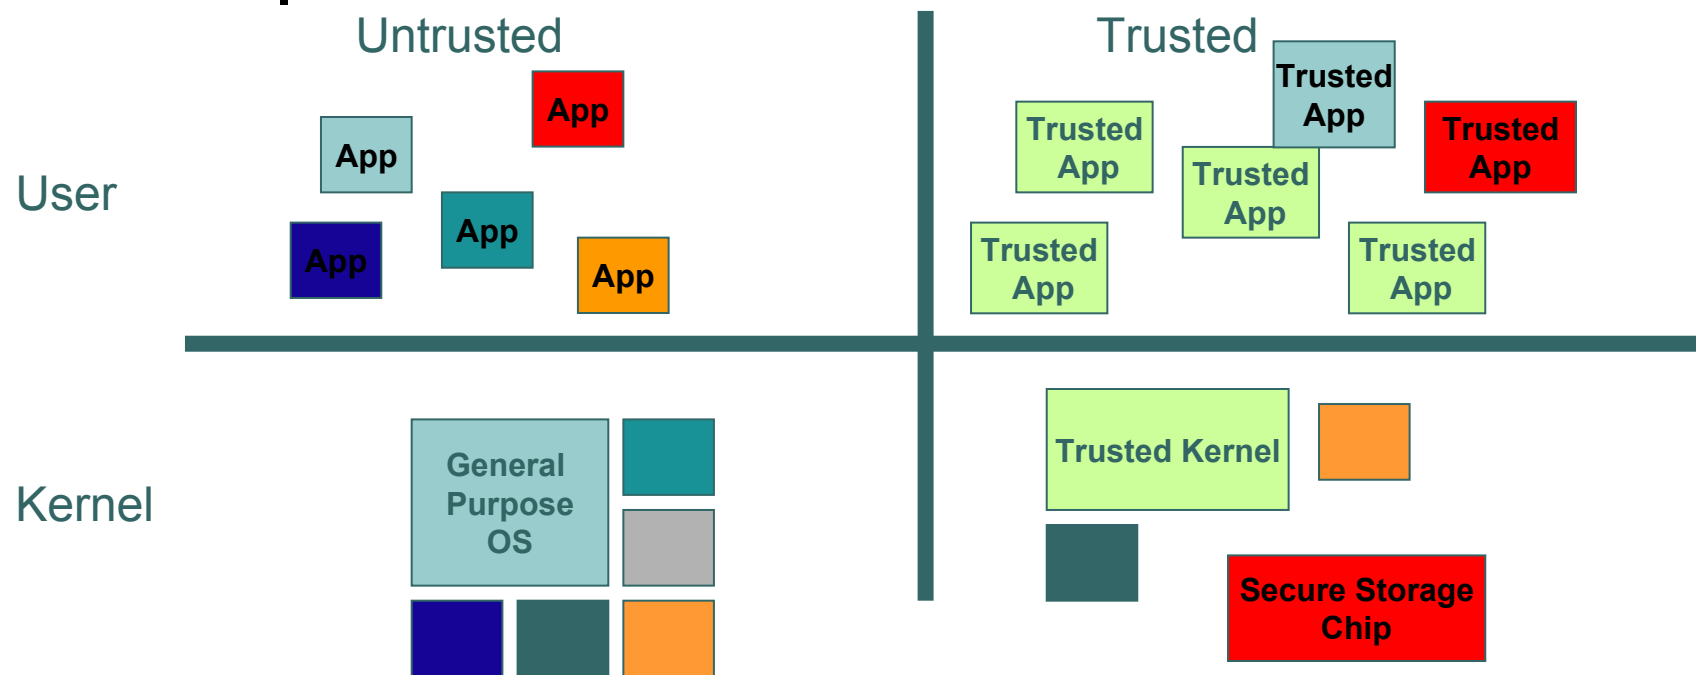 Untrusted
Trusted
User
App
App
App
App
App
Trusted
App
Trusted
App
Trusted
App
Trusted
App
Trusted
App
Trusted
App
Kernel
General
Purpose
OS
Trusted Kernel
Secure Storage
Chip